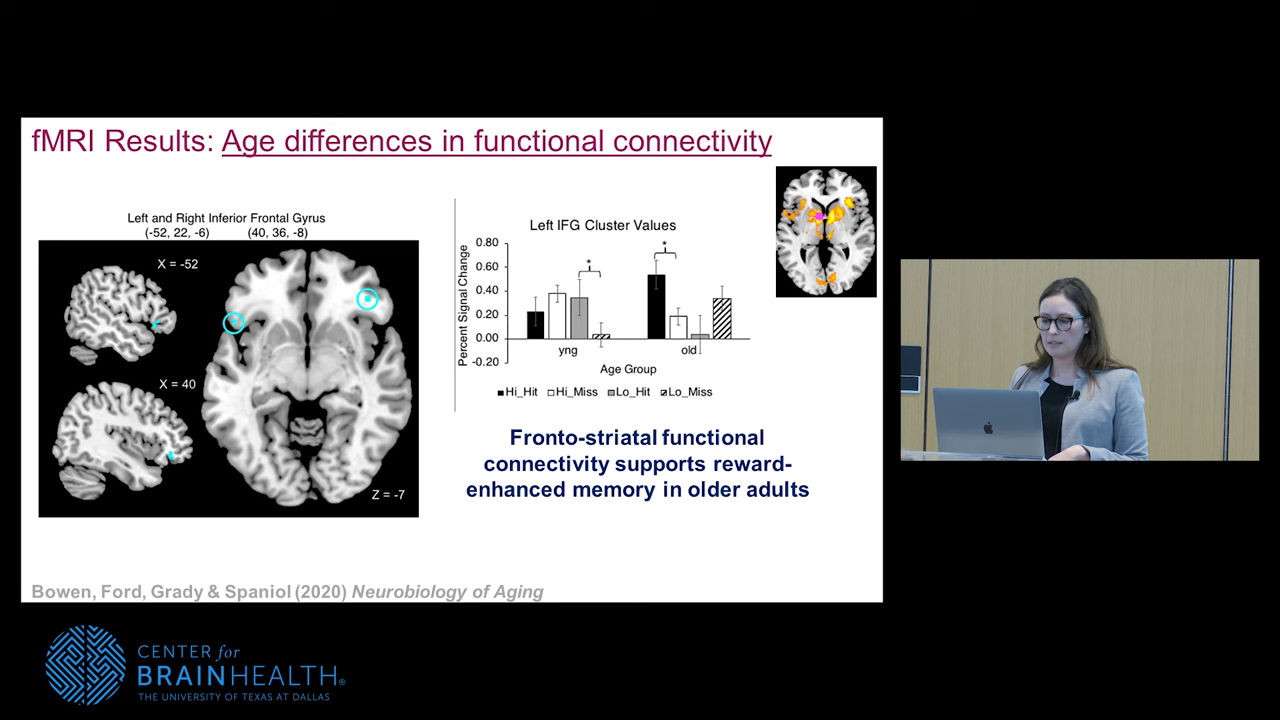 fMRI Results: Age differences in functional connectivity
Left and Right Inferior Frontal Gyrus
(-52, 22, -6) (40, 36, -8)
X = -52
X = 40
Z = -7
Left IFG Cluster Values
Percent Signal Change
0.80
0.60
0.40
0.20
0.00
-0.20
*
*
yng
old
Age Group
Hi_Hit Hi_Miss Lo_Hit Lo_Miss
Fronto-striatal functional
connectivity supports reward-
enhanced memory in older adults
Bowen, Ford, Grady & Spaniol (2020) Neurobiology of Aging
CENTER for
BRAINHEALTH®
THE UNIVERSITY OF TEXAS AT DALLAS